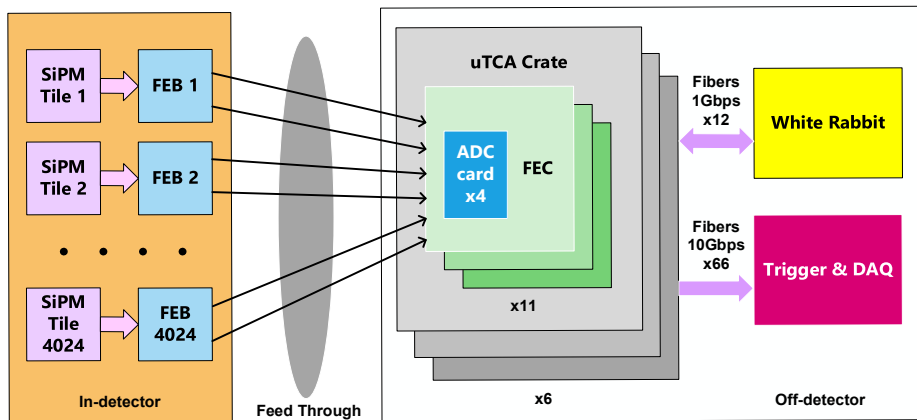 SiPM
Tile 1
FEB 1
SiPM
Tile 2
FEB 2
SiPM
Tile
4024
FEB
4024
In-detector
Feed Through
uTCA Crate
ADC
card
x4
FEC
x11
x6
Fibers
1Gbps
x12
White Rabbit
Fibers
10Gbps
x66
Trigger & DAQ
Off-detector